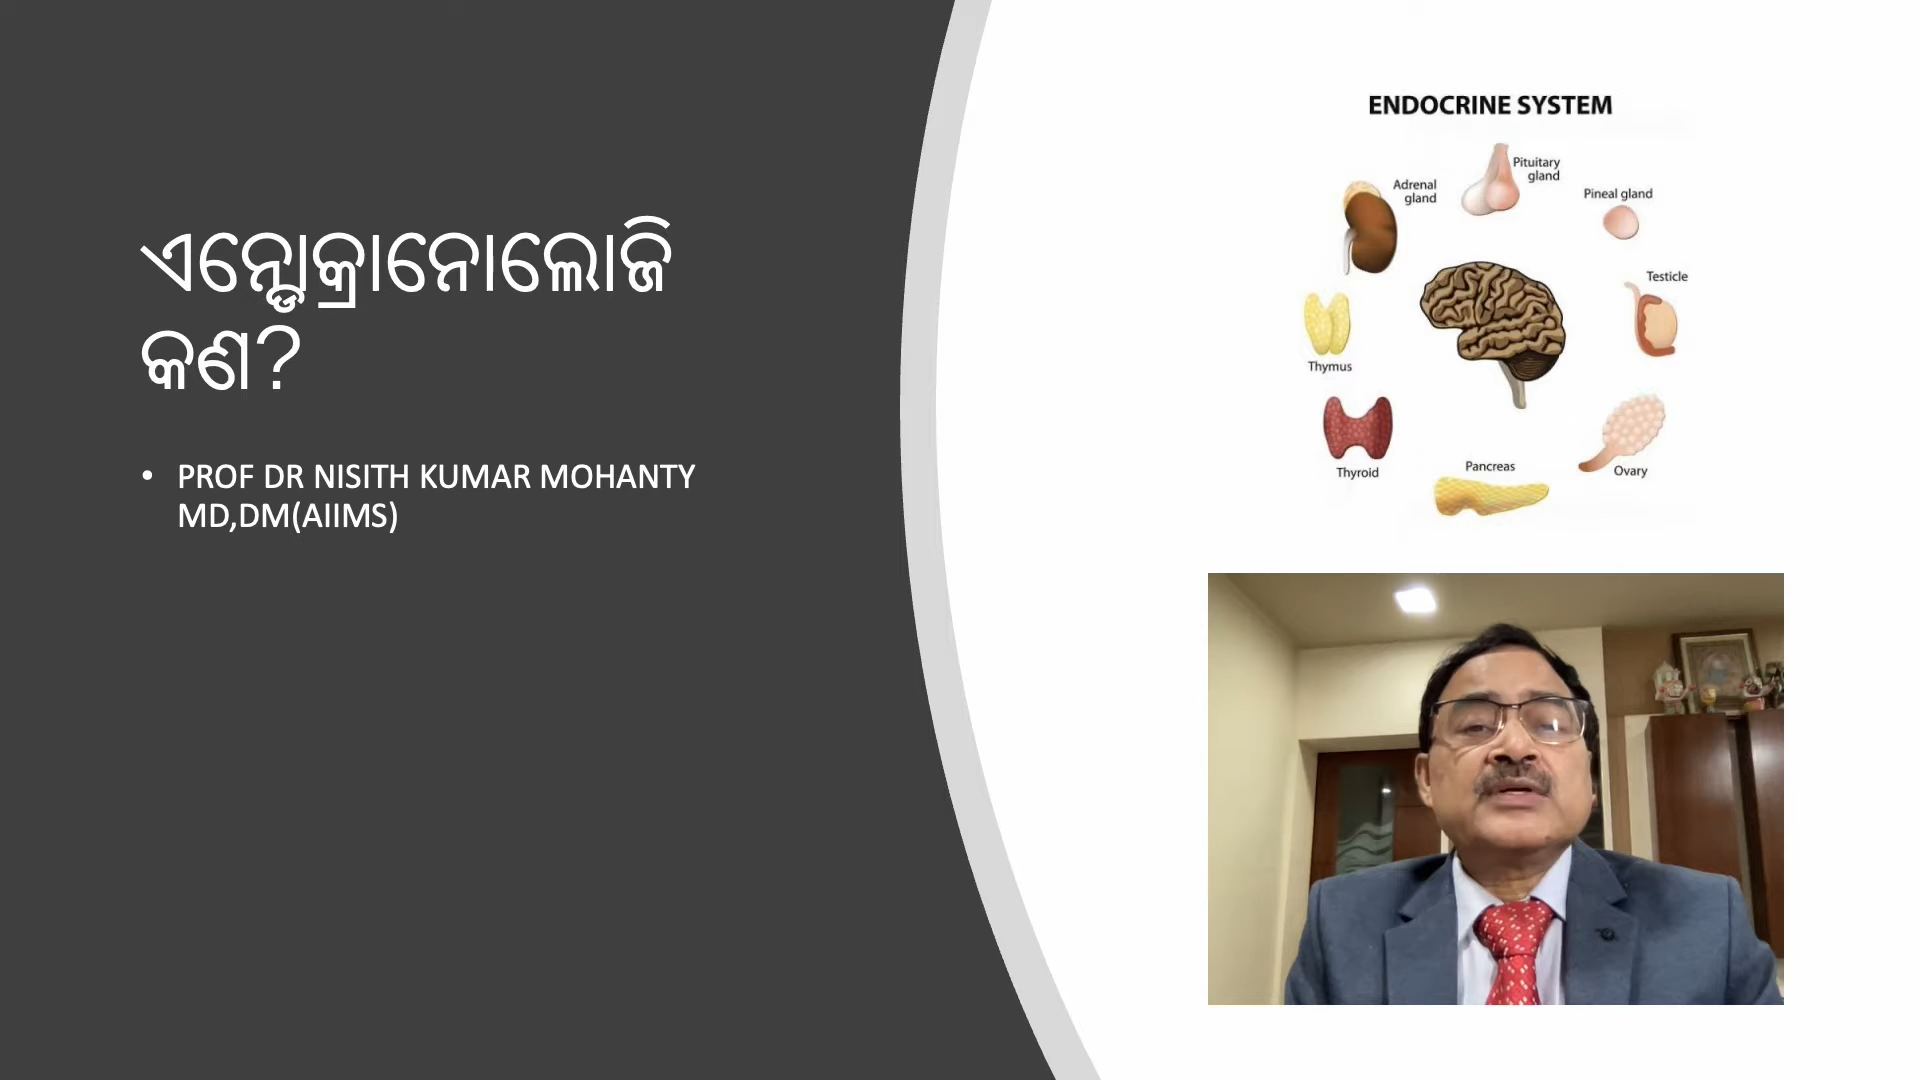 ଏନ୍ଡୋକ୍ରାନୋଲୋଜି
କଣ?
• PROF DR NISITH KUMAR MOHANTY
MD,DM(AIIMS)
ENDOCRINE SYSTEM
Pituitary
gland
Adrenal
gland
Pineal gland
Testicle
Thymus
Thyroid
Pancreas
Ovary